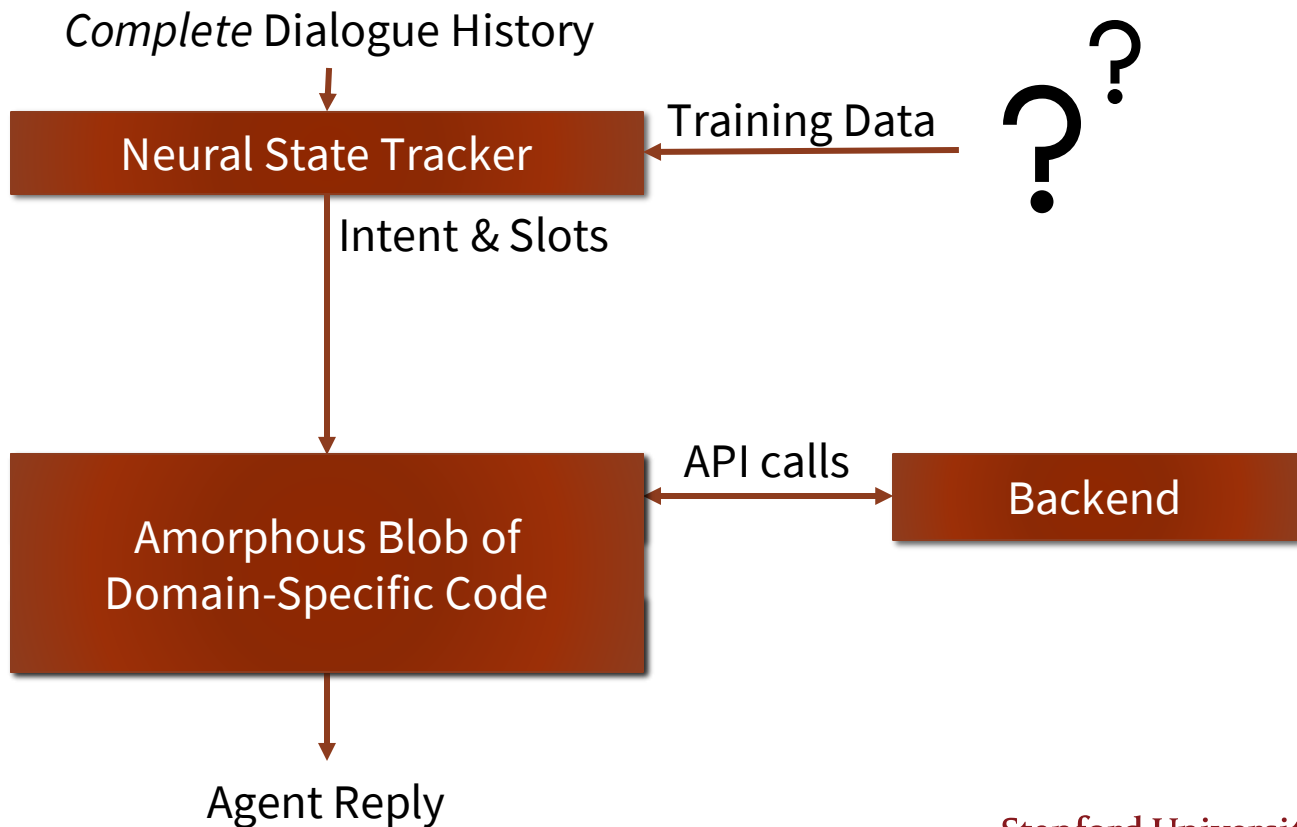 Complete Dialogue History
? ?
Training Data
Neural State Tracker
Intent & Slots
API calls
Backend
Amorphous Blob of
Domain-Specific Code
Agent Reply